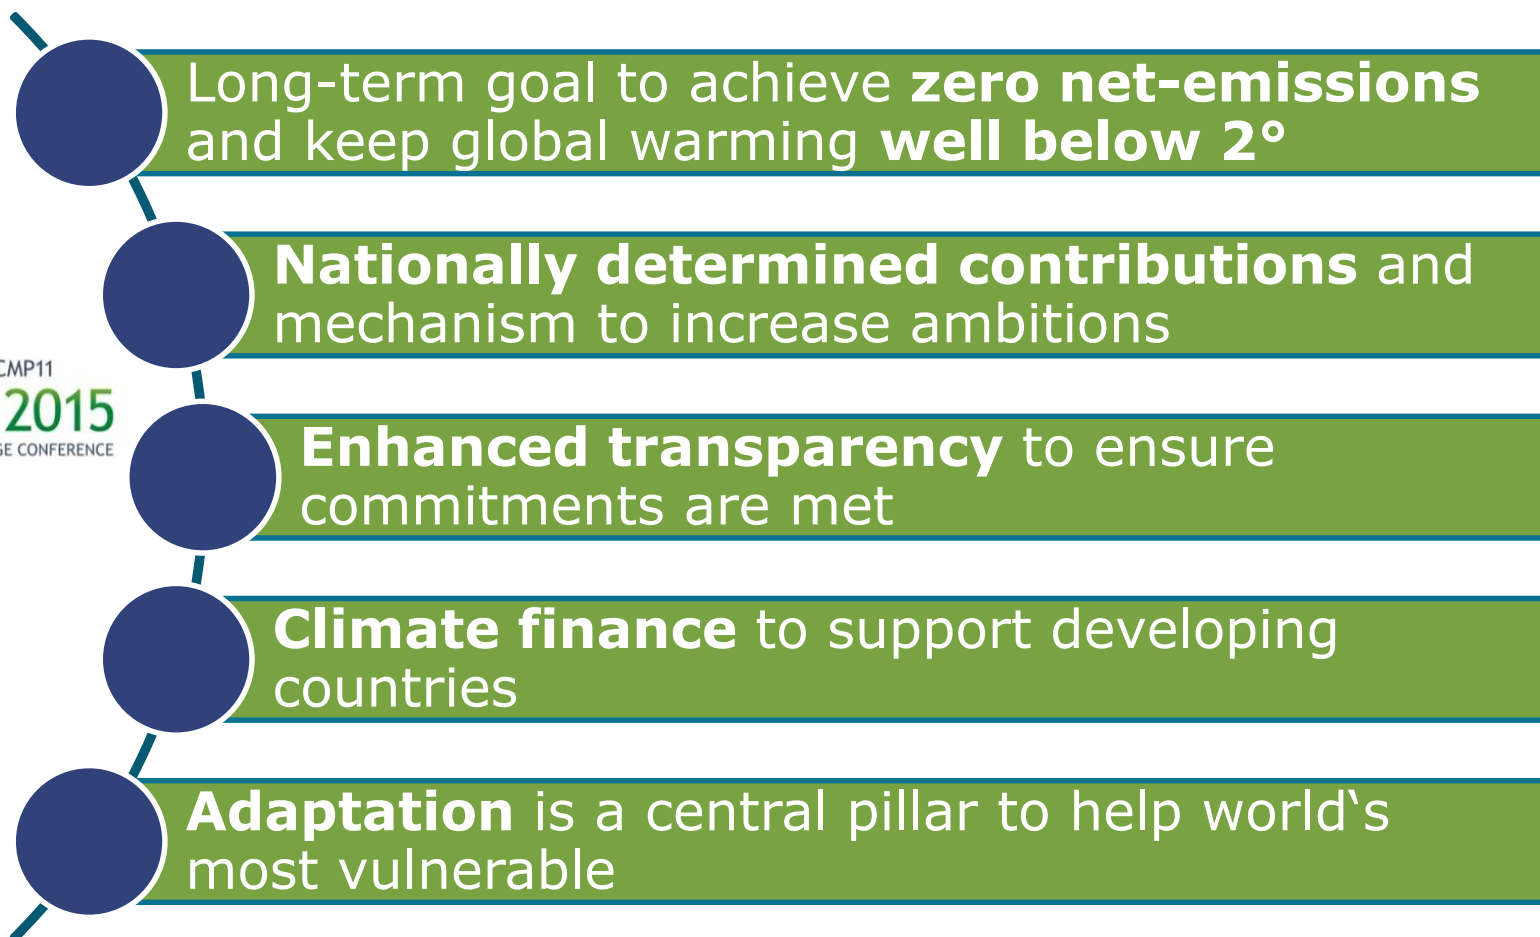 Long-term goal to achieve zero net-emissions
and keep global warming well below 2°
Nationally determined contributions and
mechanism to increase ambitions
CMP11
2015
GE CONFERENCE
Enhanced transparency to ensure
commitments are met
Climate finance to support developing
countries
Adaptation is a central pillar to help world‘s
most vulnerable